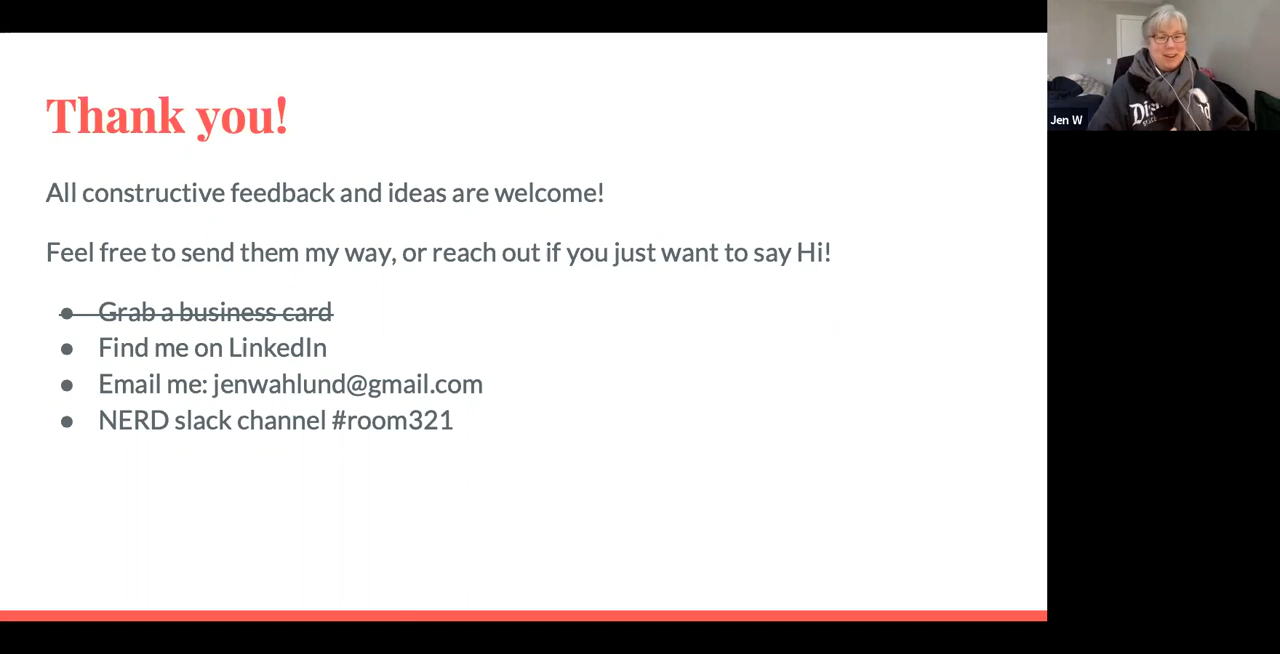 Thank you!
All constructive feedback and ideas are welcome!
Feel free to send them my way, or reach out if you just want to say Hi!
● Grab a business card
● Find me on LinkedIn
● Email me: jenwahlund@gmail.com
● NERD slack channel #room321
Jen W